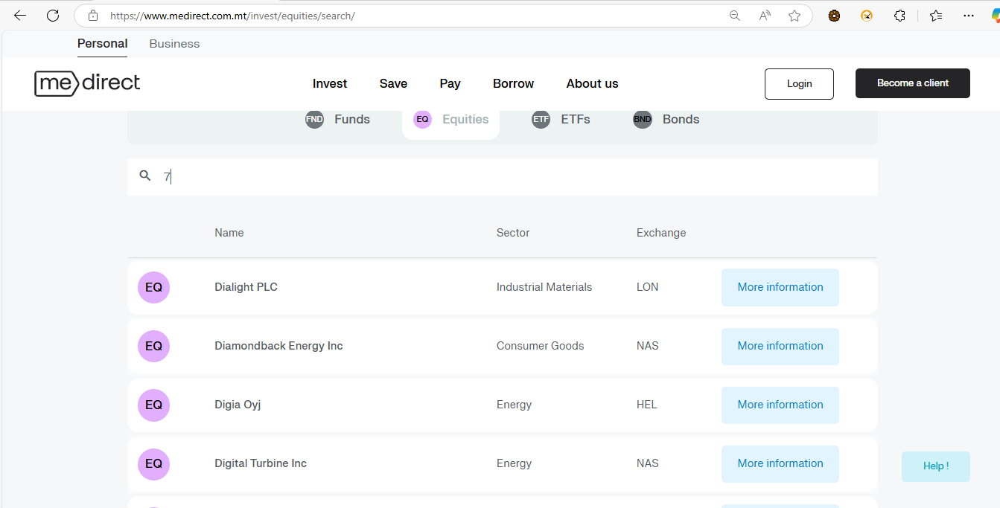 https://www.medirect.com.mt/invest/equities/search/
Personal Business
me direct Invest Save Pay Borrow About us Login Become a client
FND Funds EQ Equities ETF ETFs BND Bonds
7
Name Sector Exchange
EQ Dialight PLC Industrial Materials LON More information
EQ Diamondback Energy Inc Consumer Goods NAS More information
EQ Digia Oyj Energy HEL More information
EQ Digital Turbine Inc Energy NAS More information
Help !